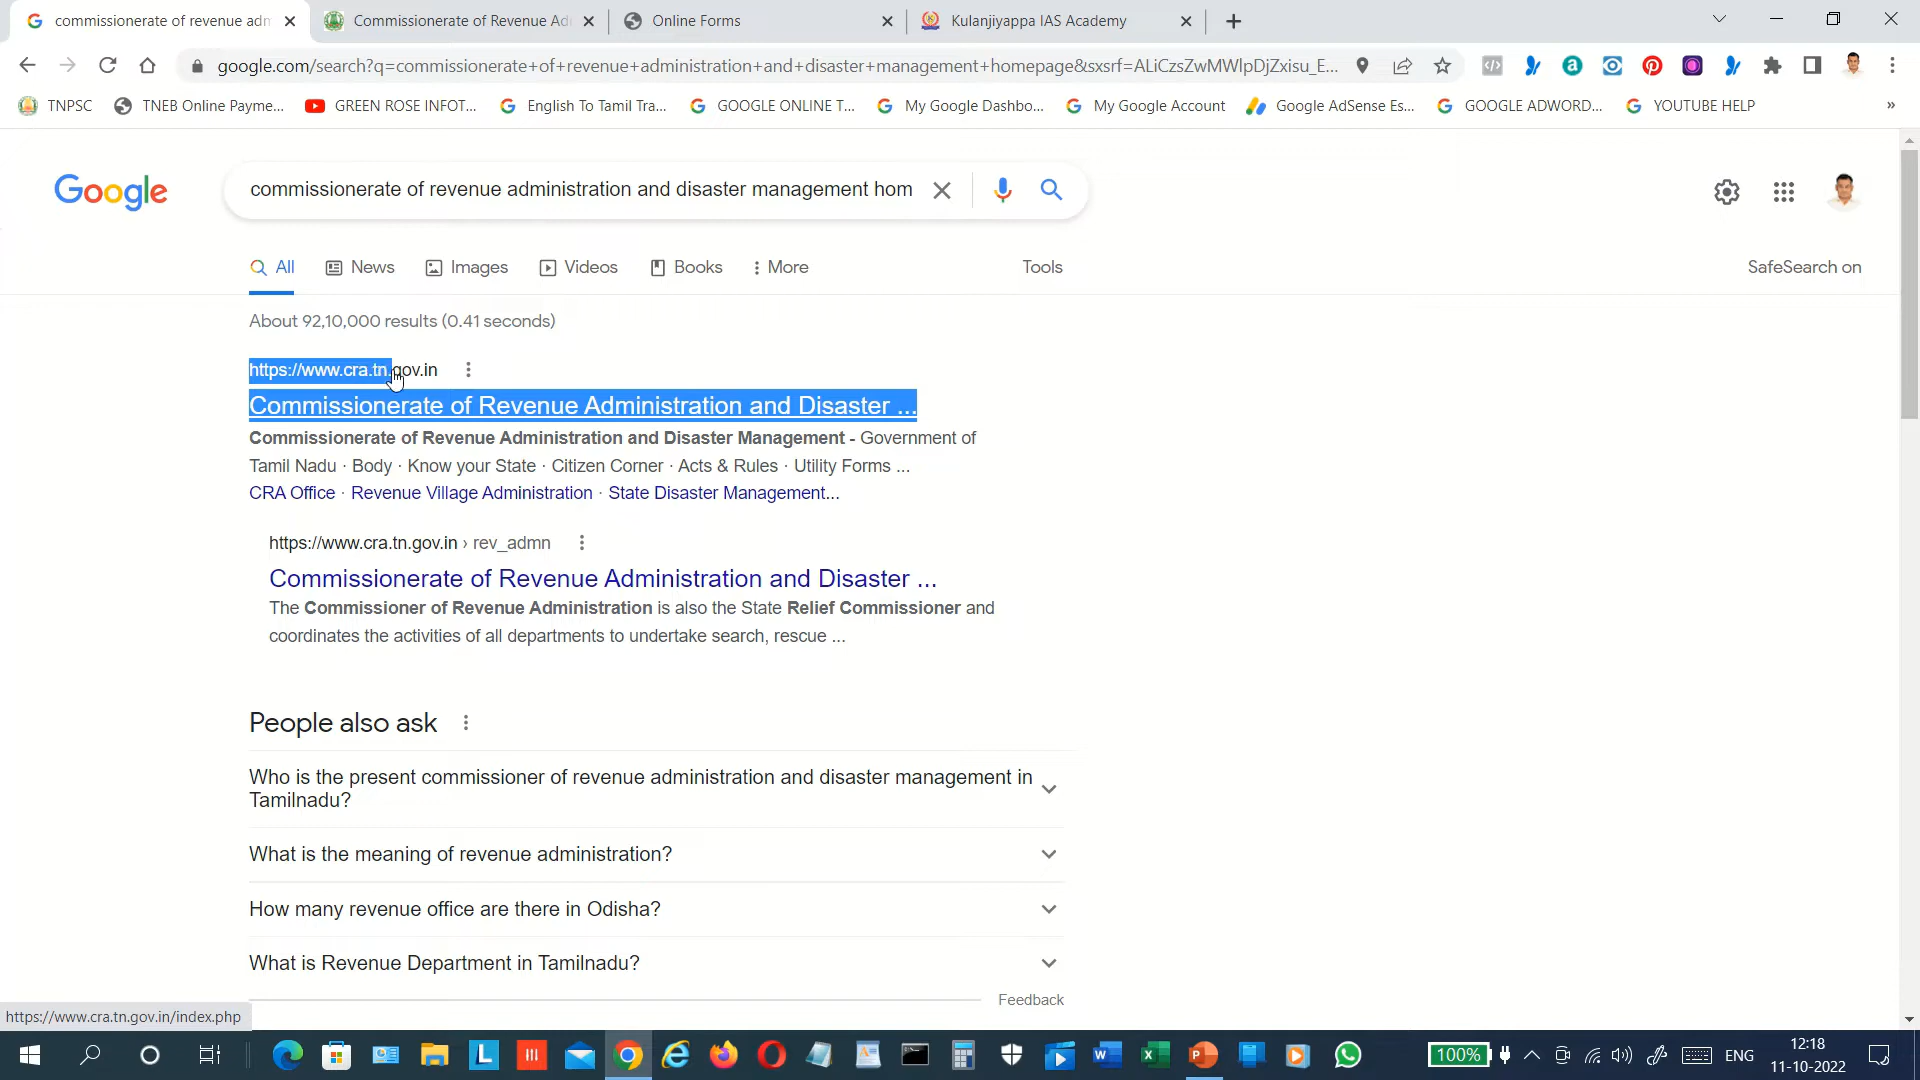 commissionerate of revenue adm
Commissionerate of Revenue Ad
Online Forms
Kulanjiyappa IAS Academy
google.com/search?q=commissionerate+of+revenue+administration+and+disaster+management+homepage&sxsrf=ALiCzsZwMWlpDjZxisu_E...
TNPSC
TNEB Online Payme...
GREEN ROSE INFOT...
English To Tamil Tra...
GOOGLE ONLINE T...
My Google Dashbo...
My Google Account
Google AdSense Es...
GOOGLE ADWORD...
YOUTUBE HELP
»
Google
commissionerate of revenue administration and disaster management hom
All
News
Images
Videos
Books
More
Tools
SafeSearch on
About 92,10,000 results (0.41 seconds)
https://www.cra.tn.gov.in
Commissionerate of Revenue Administration and Disaster ...
Commissionerate of Revenue Administration and Disaster Management - Government of
Tamil Nadu · Body · Know your State · Citizen Corner · Acts & Rules · Utility Forms ...
CRA Office · Revenue Village Administration · State Disaster Management...
https://www.cra.tn.gov.in › rev_admn
Commissionerate of Revenue Administration and Disaster ...
The Commissioner of Revenue Administration is also the State Relief Commissioner and
coordinates the activities of all departments to undertake search, rescue ...
People also ask
Who is the present commissioner of revenue administration and disaster management in
Tamilnadu?
What is the meaning of revenue administration?
How many revenue office are there in Odisha?
What is Revenue Department in Tamilnadu?
Feedback
https://www.cra.tn.gov.in/index.php
100%
ENG
12:18
11-10-2022